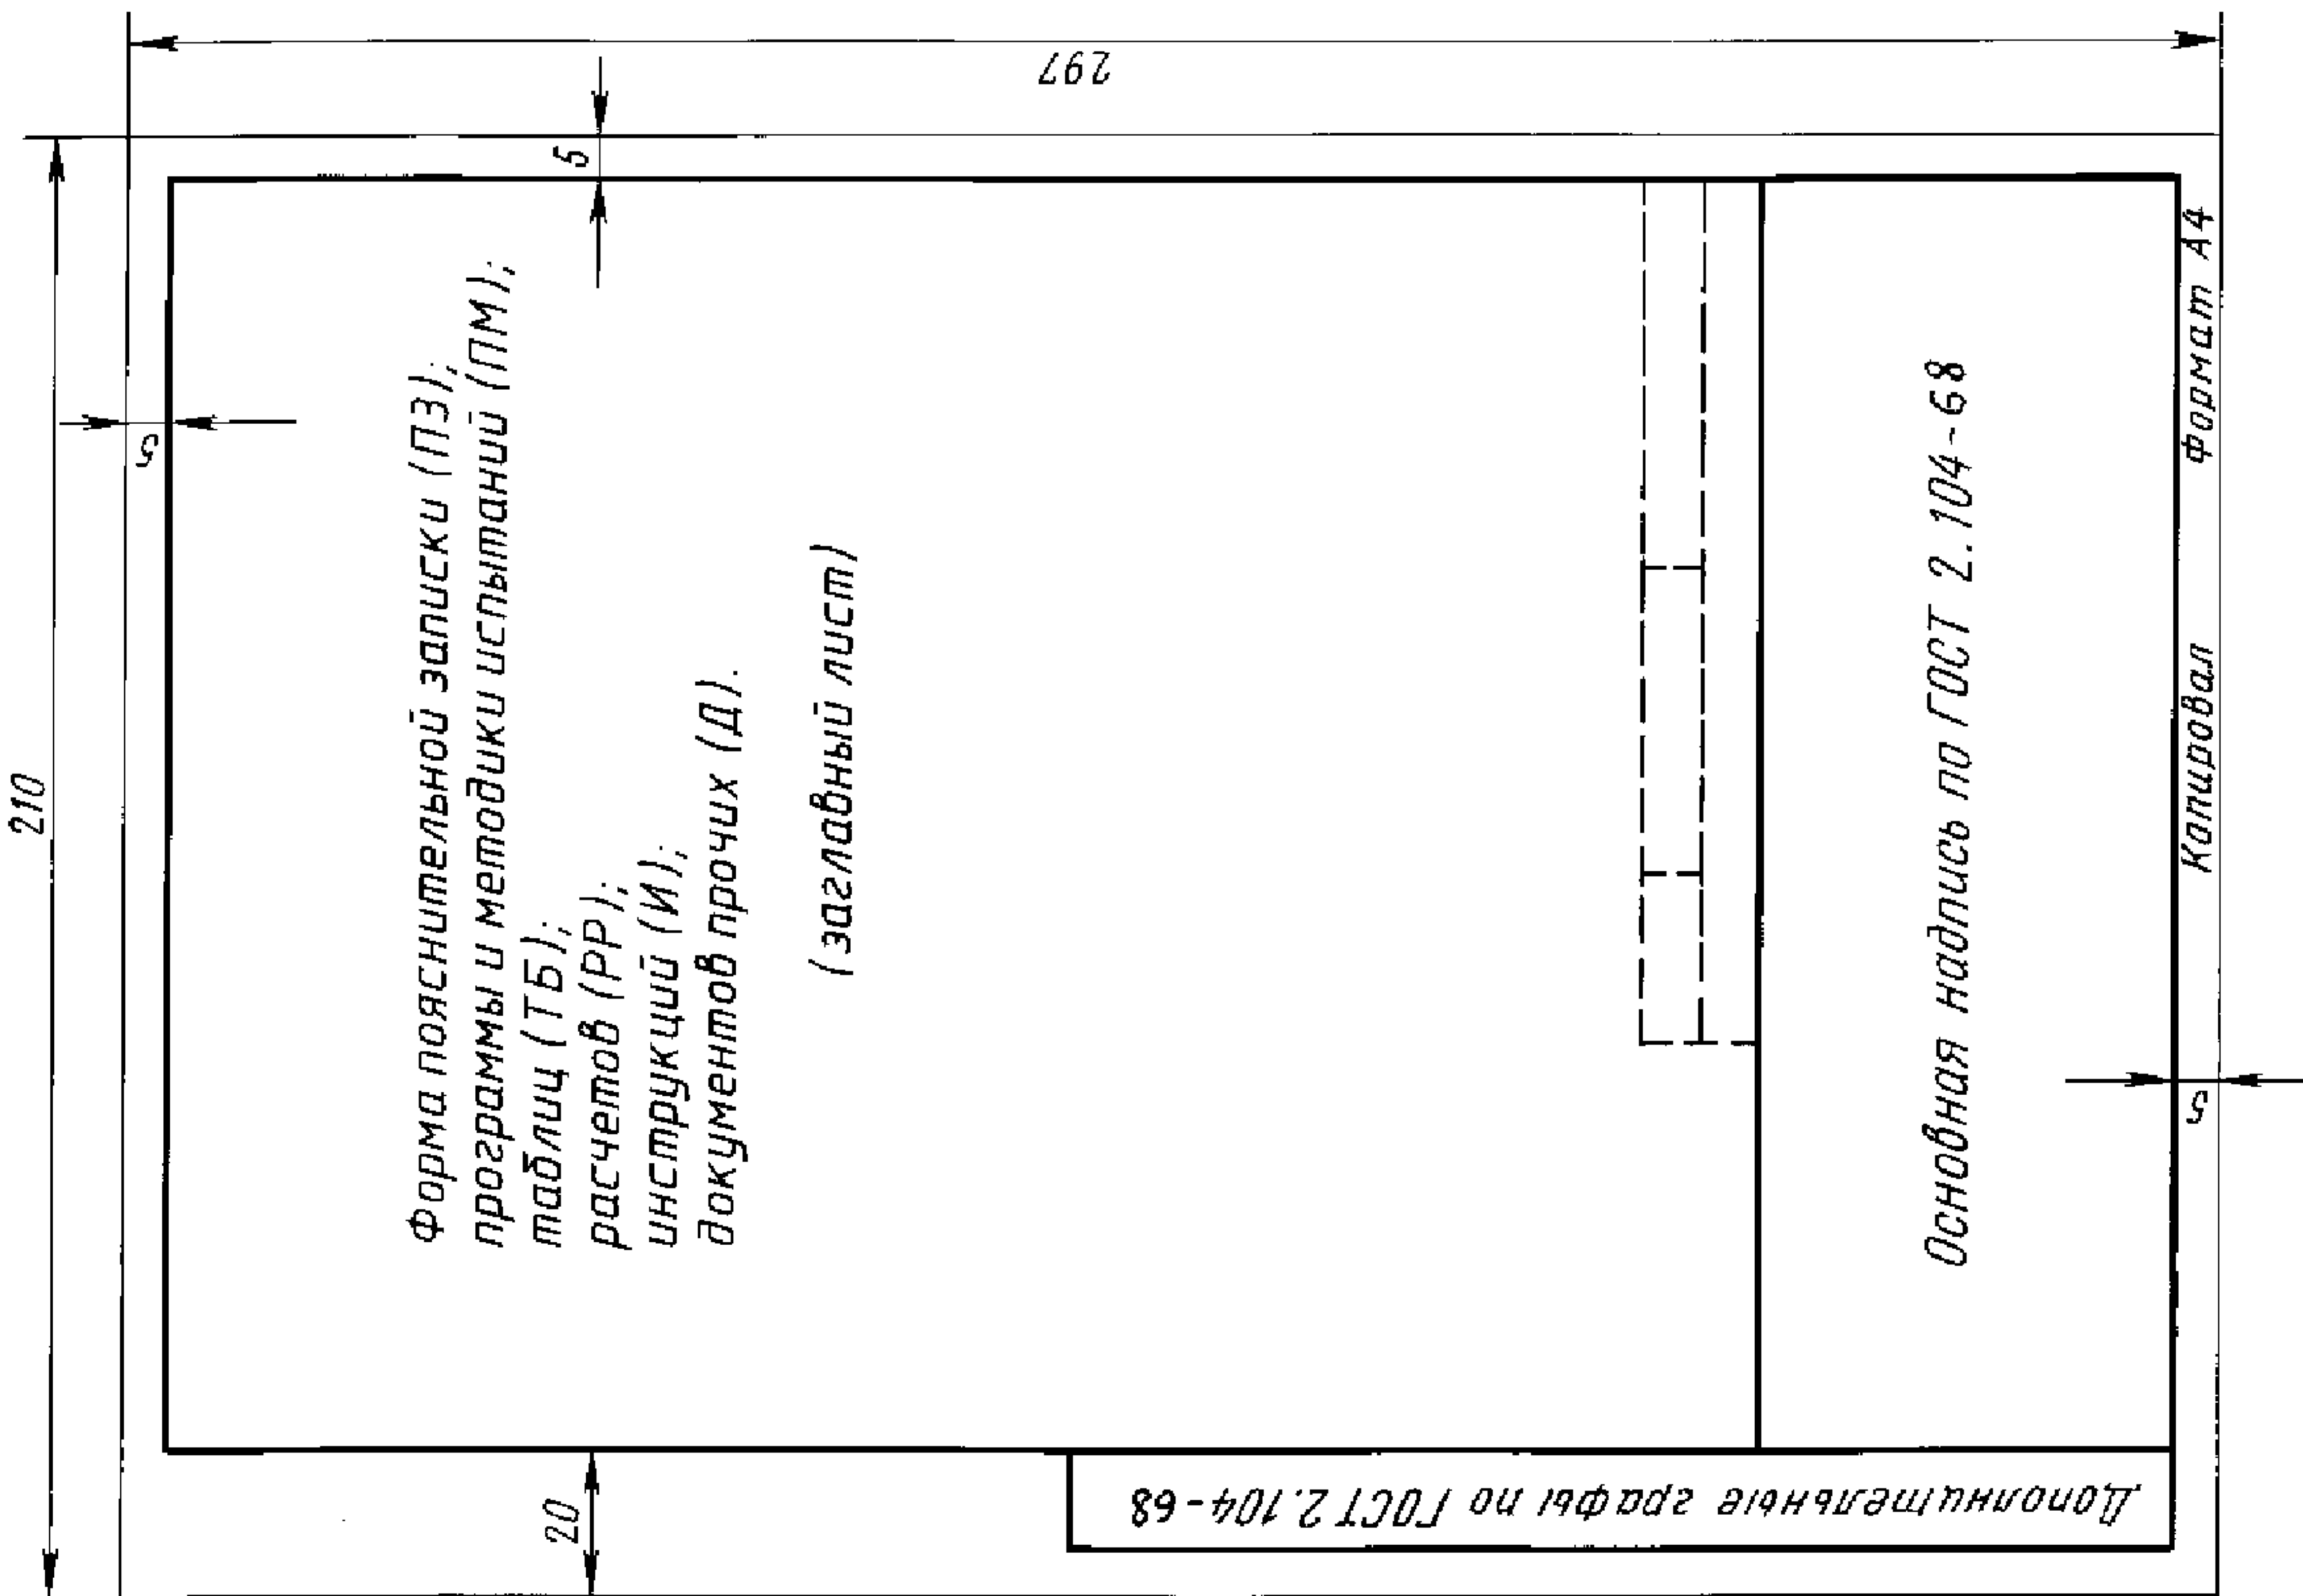 210
297
5
5
Форма пояснительной записки (ПЗ);
программы и методики испытаний (ПМ);
таблиц (ТБ);
расчетов (РР);
инструкций (И);
документов прочих (Д).
(заглавный лист)
20
Дополнительные графы по ГОСТ 2.104-68
Основная надпись по ГОСТ 2.104-68
5
Копировал Формат А4